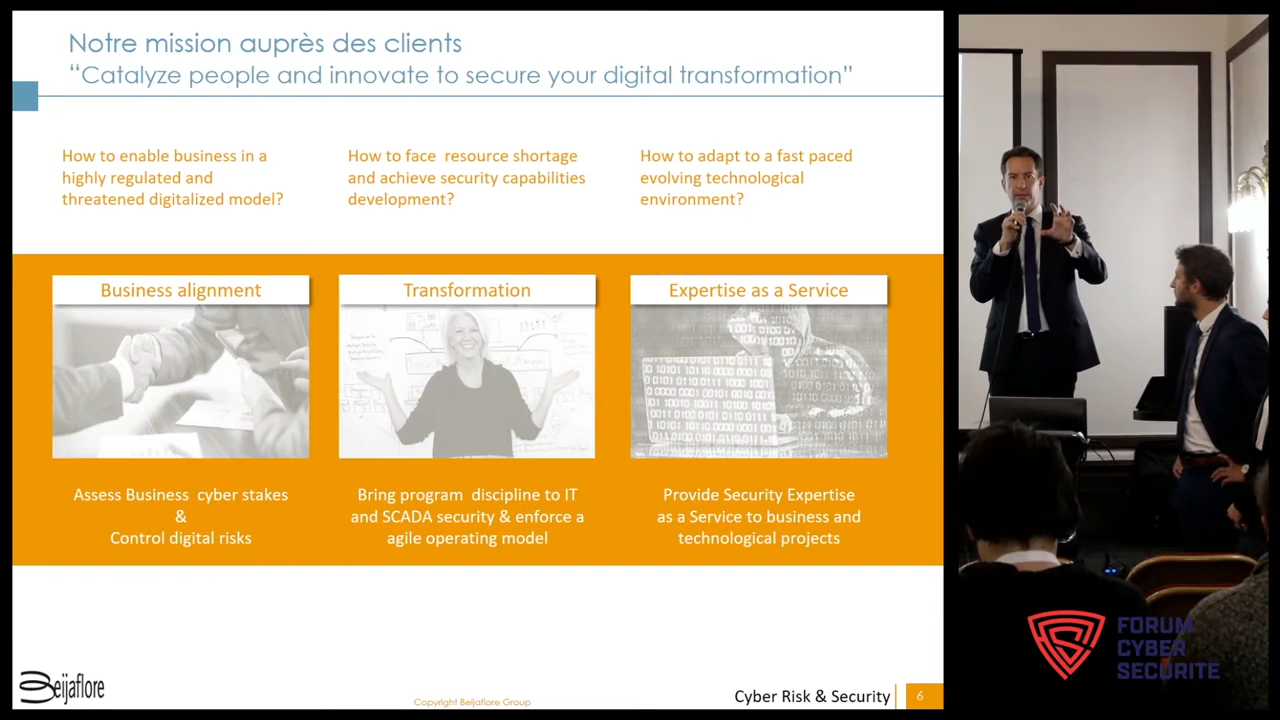 Notre mission auprès des clients
“Catalyze people and innovate to secure your digital transformation”
How to enable business in a
highly regulated and
threatened digitalized model?
How to face resource shortage
and achieve security capabilities
development?
How to adapt to a fast paced
evolving technological
environment?
Business alignment
Transformation
Expertise as a Service
Assess Business cyber stakes
&
Control digital risks
Bring program discipline to IT
and SCADA security & enforce a
agile operating model
Provide Security Expertise
as a Service to business and
technological projects
Beijaflore
Copyright Beijaflore Group
Cyber Risk & Security
6
FORUM
CYBER
SECURITE